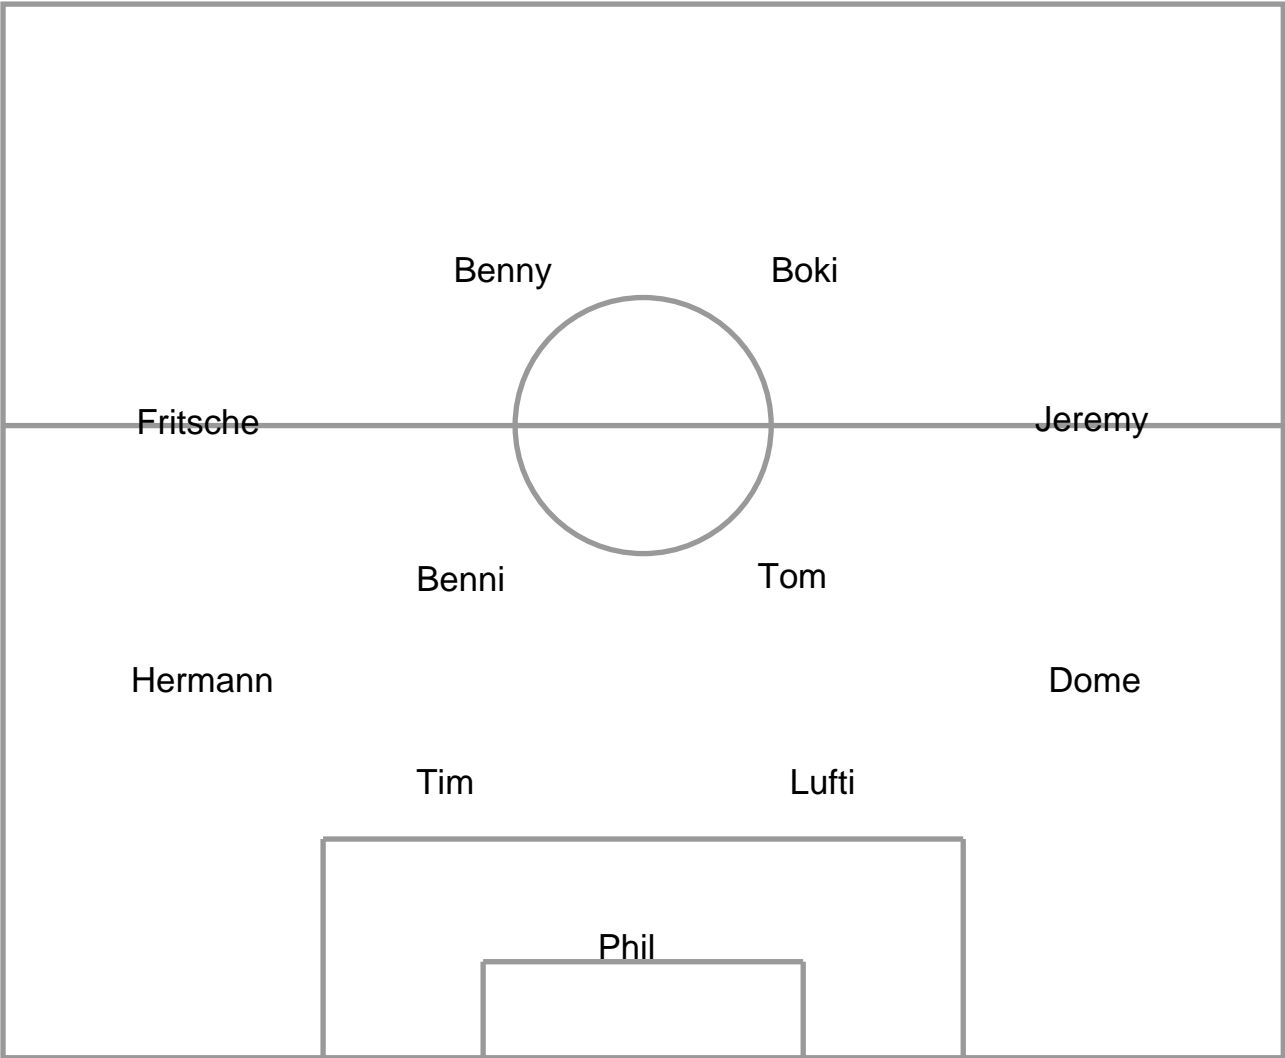 Benny Boki
Fritsche Jeremy
Benni Tom
Hermann Dome
Tim Lufti
Phil